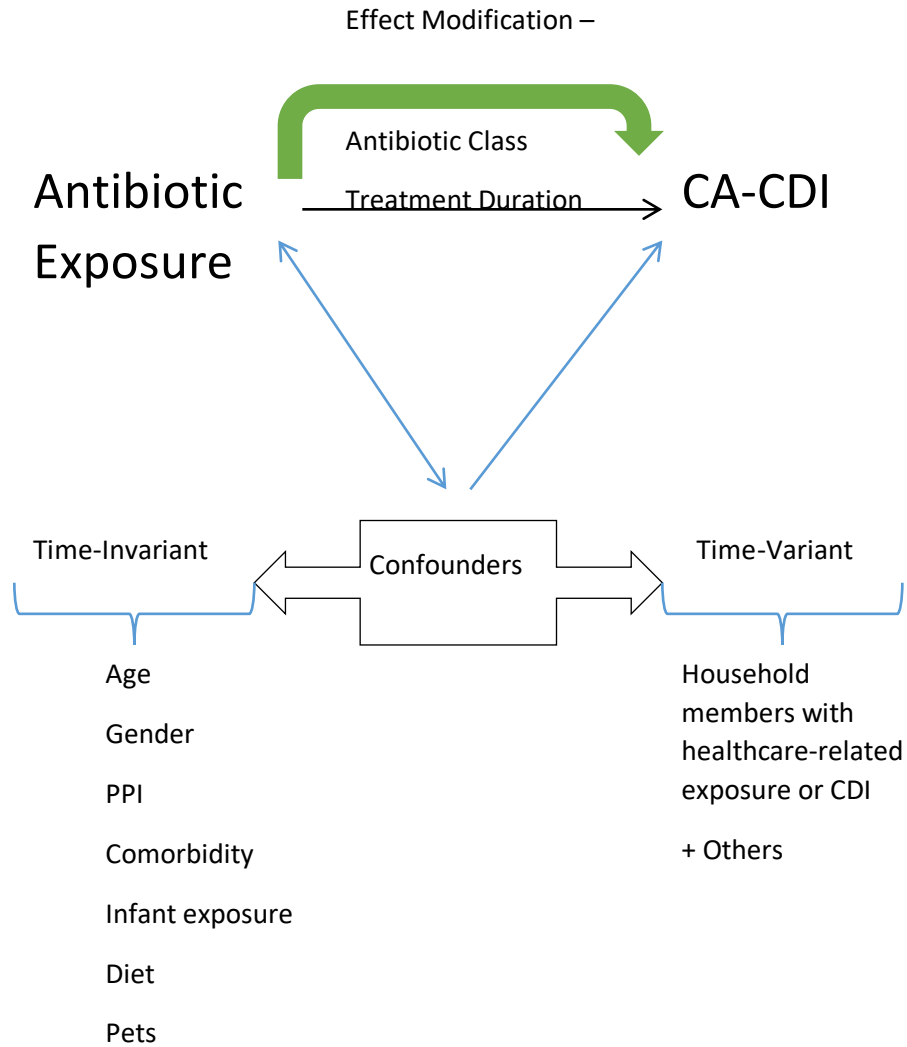 Effect Modification –
Antibiotic Class
Treatment Duration
Antibiotic
Exposure
CA-CDI
Time-Invariant
Confounders
Time-Variant
Age
Gender
PPI
Comorbidity
Infant exposure
Diet
Pets
Household
members with
healthcare-related
exposure or CDI
+ Others